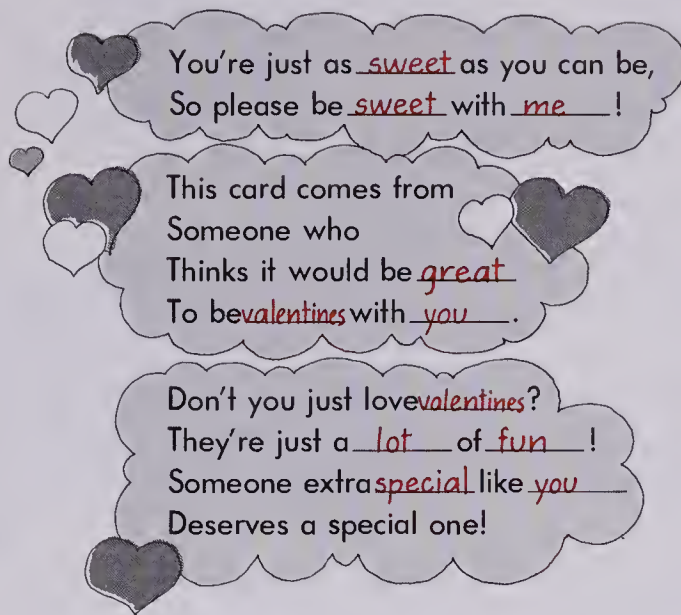 You're just as sweet as you can be,
So please be sweet with me !
This card comes from
Someone who
Thinks it would be great
To be valentines with you .
Don't you just love valentines?
They're just a lot of fun !
Someone extra special like you
Deserves a special one!